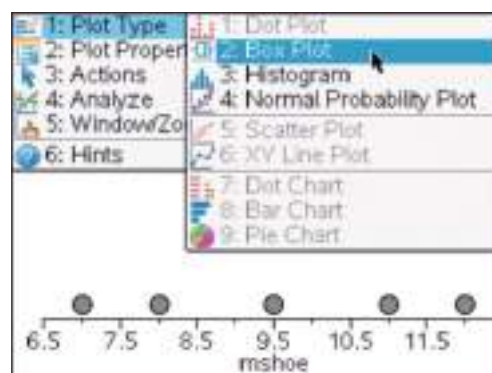 1: Plot Type
2: Plot Proper
3: Actions
4: Analyze
5: Window/Zo
6: Hints
1: Dot Plot
2: Box Plot
3: Histogram
4: Normal Probability Plot
5: Scatter Plot
6: XY Line Plot
7: Dot Chart
8: Bar Chart
9: Pie Chart
6.5 7.5 8.5 9.5 10.5 11.5
mshoe